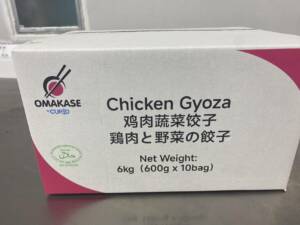 OMAKASE
Chicken Gyoza
鸡肉蔬菜饺子
鶏肉と野菜の餃子
Net Weight:
6kg (600g x 10bag)